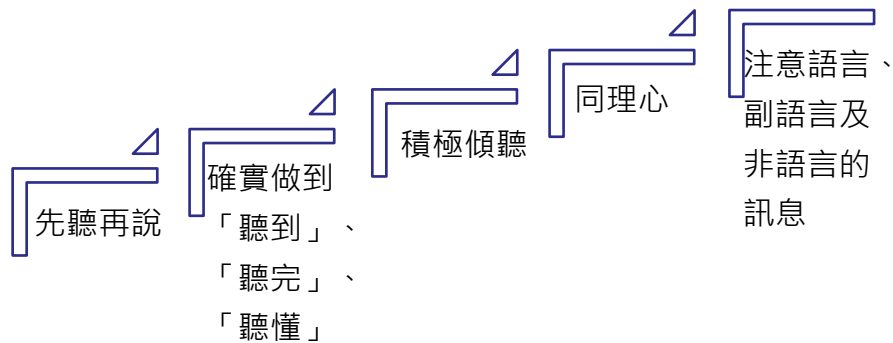 先聽再說
確實做到
「聽到」、
「聽完」、
「聽懂」
積極傾聽
同理心
注意語言、
副語言及
非語言的
訊息